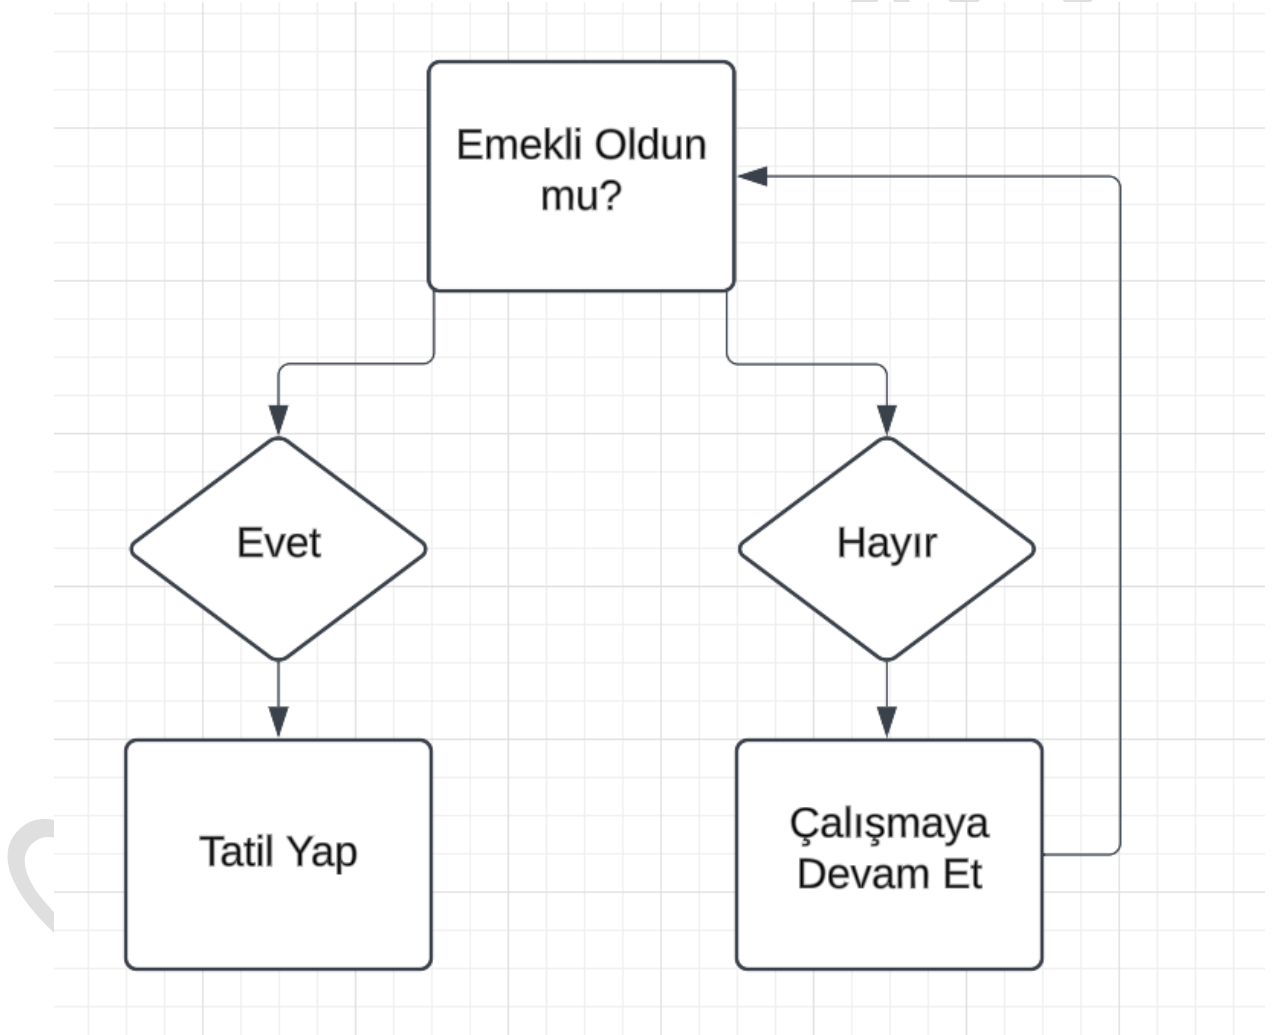 Emekli Oldun
mu?
Evet
Hayır
Tatil Yap
Çalışmaya
Devam Et